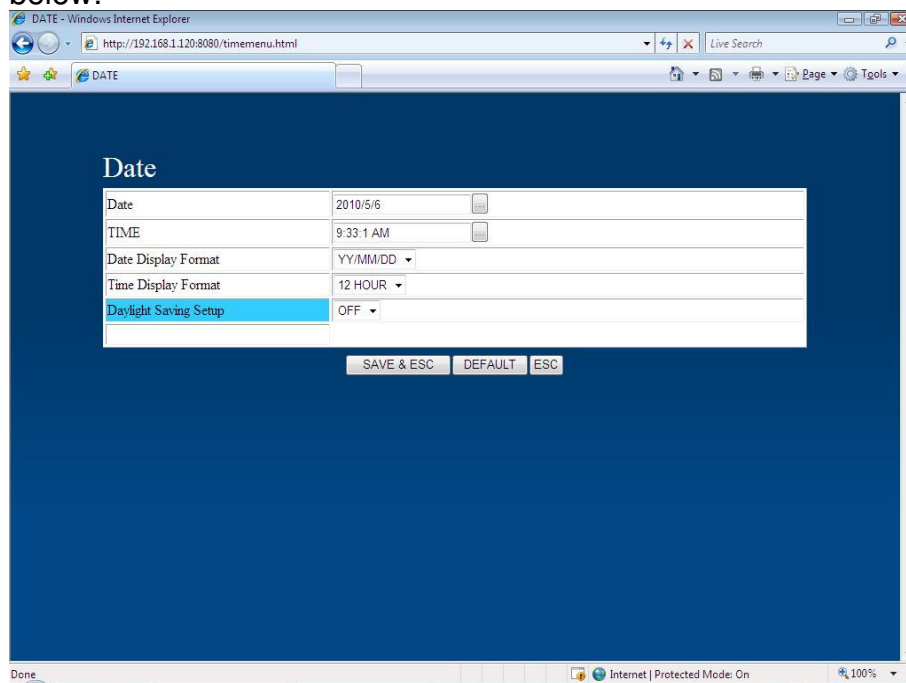 below:
DATE - Windows Internet Explorer
http://192.168.1.120:8080/timemenu.html
Live Search
DATE
Page
Tools
Date
Date 2010/5/6 ...
TIME 9:33:1 AM ...
Date Display Format YY/MM/DD
Time Display Format 12 HOUR
Daylight Saving Setup OFF
SAVE & ESC DEFAULT ESC
Done
Internet | Protected Mode: On
100%